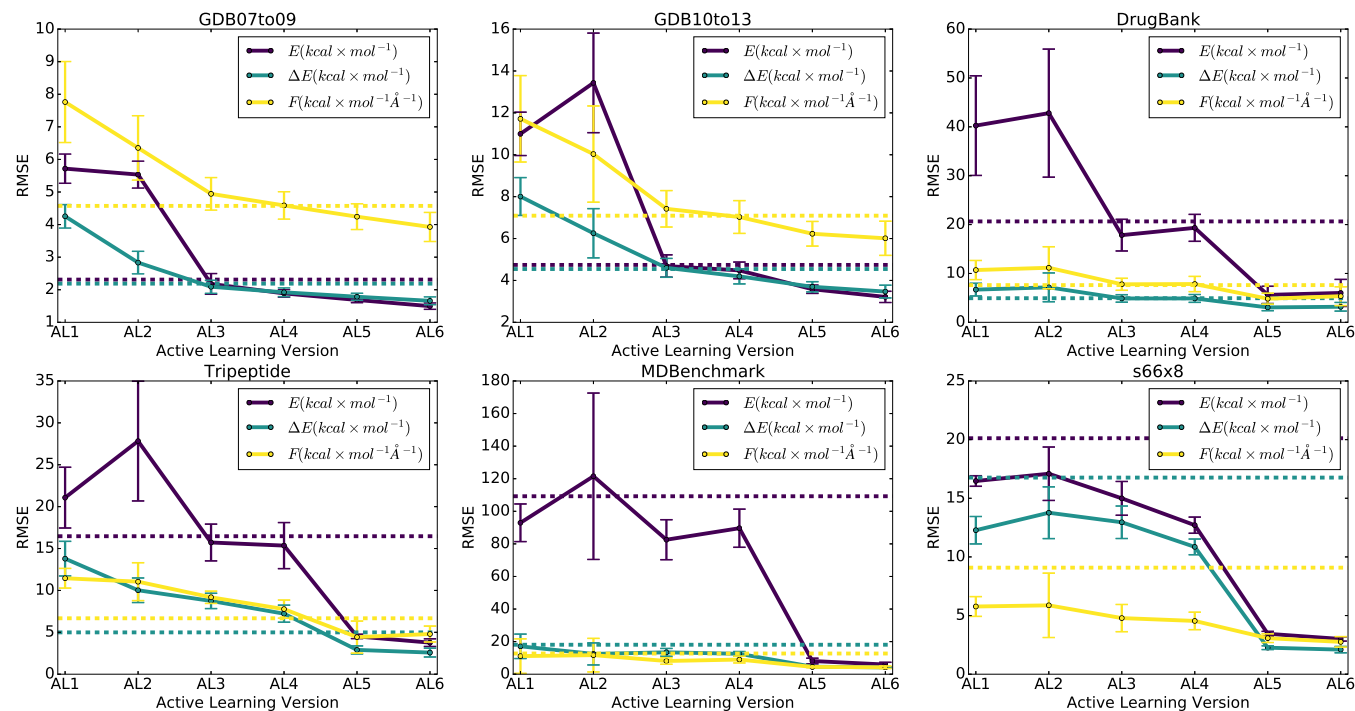 GDB07to09
RMSE
10
9
8
7
6
5
4
3
2
1
E(kcal × mol⁻¹)
ΔE(kcal × mol⁻¹)
F(kcal × mol⁻¹Å⁻¹)
AL1 AL2 AL3 AL4 AL5 AL6
Active Learning Version
GDB10to13
RMSE
16
14
12
10
8
6
4
2
E(kcal × mol⁻¹)
ΔE(kcal × mol⁻¹)
F(kcal × mol⁻¹Å⁻¹)
AL1 AL2 AL3 AL4 AL5 AL6
Active Learning Version
DrugBank
RMSE
60
50
40
30
20
10
0
E(kcal × mol⁻¹)
ΔE(kcal × mol⁻¹)
F(kcal × mol⁻¹Å⁻¹)
AL1 AL2 AL3 AL4 AL5 AL6
Active Learning Version
Tripeptide
RMSE
35
30
25
20
15
10
5
0
E(kcal × mol⁻¹)
ΔE(kcal × mol⁻¹)
F(kcal × mol⁻¹Å⁻¹)
AL1 AL2 AL3 AL4 AL5 AL6
Active Learning Version
MDBenchmark
RMSE
180
160
140
120
100
80
60
40
20
0
E(kcal × mol⁻¹)
ΔE(kcal × mol⁻¹)
F(kcal × mol⁻¹Å⁻¹)
AL1 AL2 AL3 AL4 AL5 AL6
Active Learning Version
s66x8
RMSE
25
20
15
10
5
0
E(kcal × mol⁻¹)
ΔE(kcal × mol⁻¹)
F(kcal × mol⁻¹Å⁻¹)
AL1 AL2 AL3 AL4 AL5 AL6
Active Learning Version